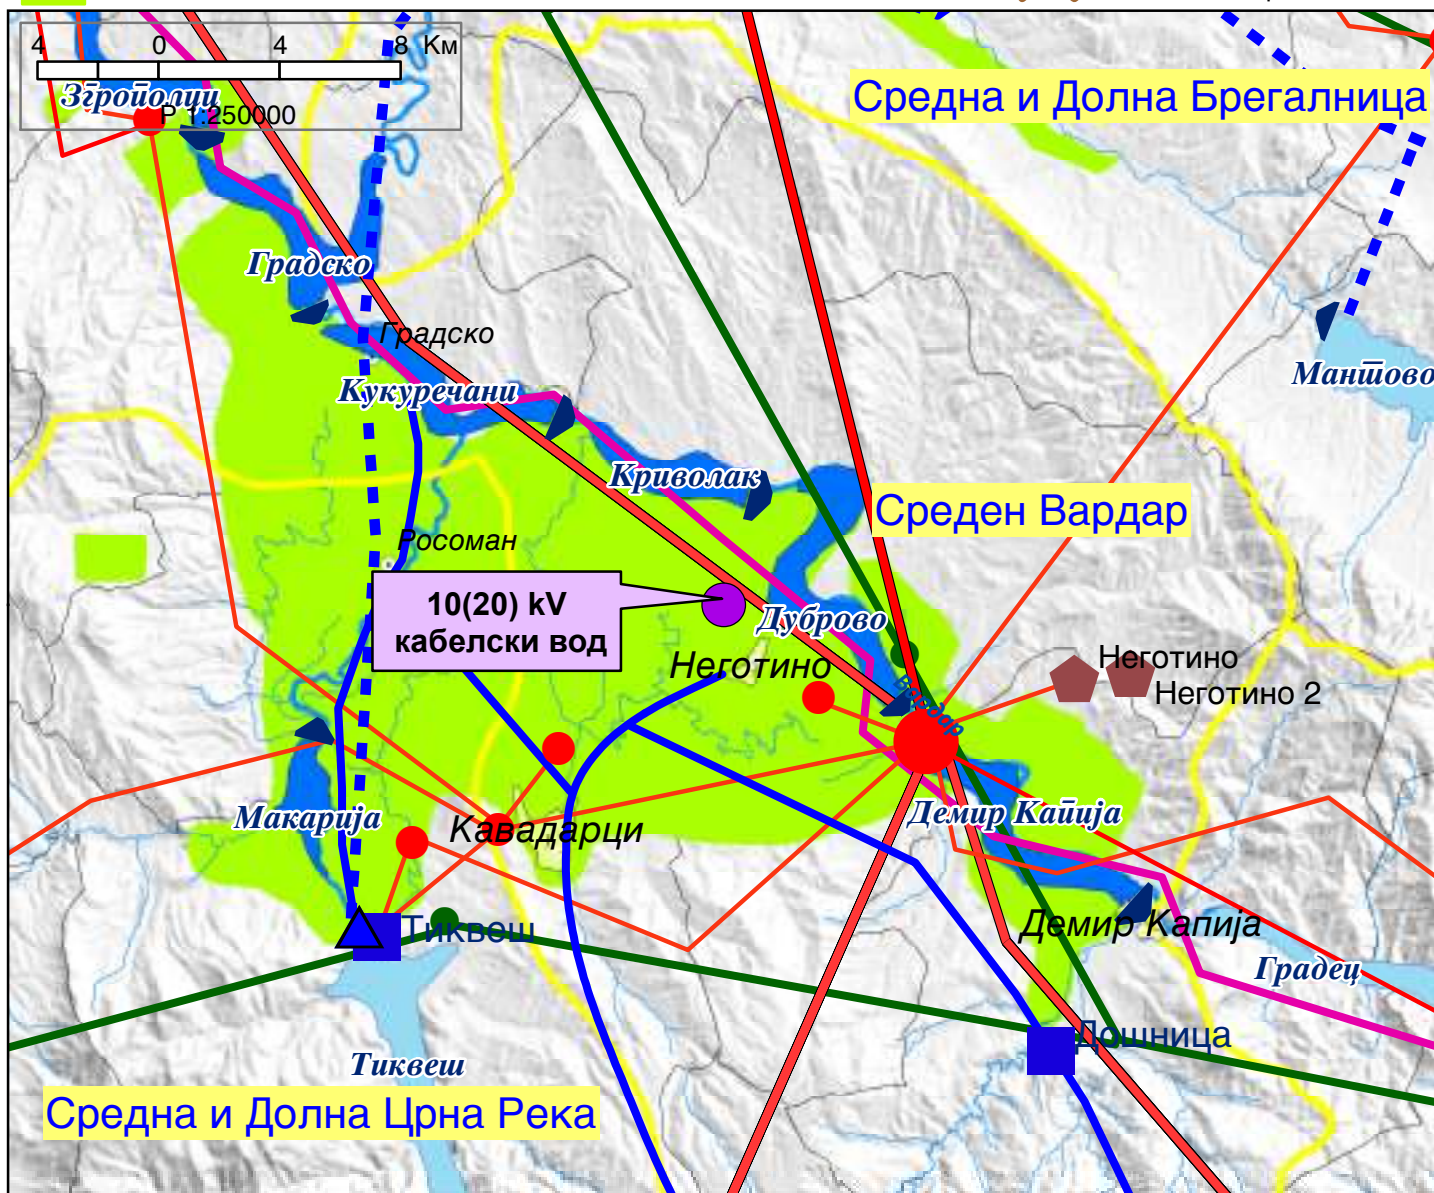 4 0 4 8 Км
Згрополци
Р 1:250000
Средна и Долна Брегалница
Градско
Градско
Мантово
Кукуречани
Криволак
Среден Вардар
Росоман
10(20) kV
кабелски вод
Дуброво
Неготино
Неготино
Неготино 2
Вардар
Макарија
Кавадарци
Демир Капија
Тиквеш
Демир Капија
Градец
Дошница
Тиквеш
Средна и Долна Црна Река